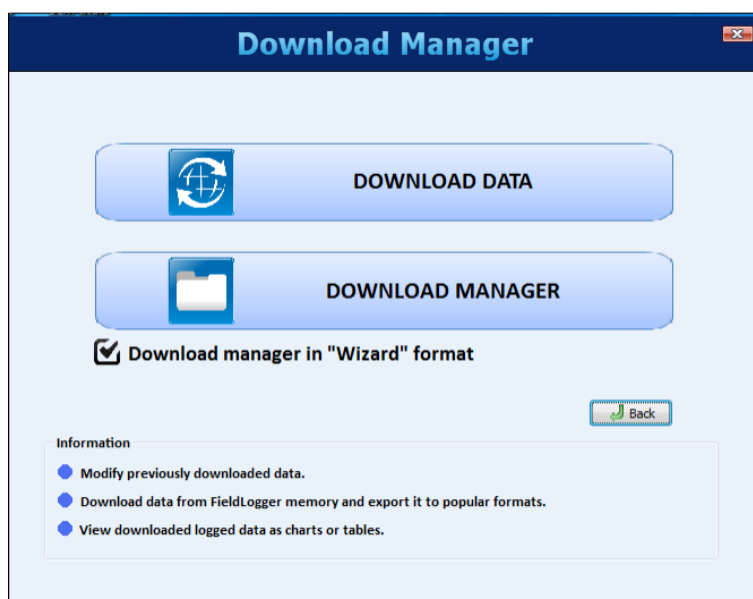 Download Manager
DOWNLOAD DATA
DOWNLOAD MANAGER
Download manager in "Wizard" format
Back
Information
Modify previously downloaded data.
Download data from FieldLogger memory and export it to popular formats.
View downloaded logged data as charts or tables.